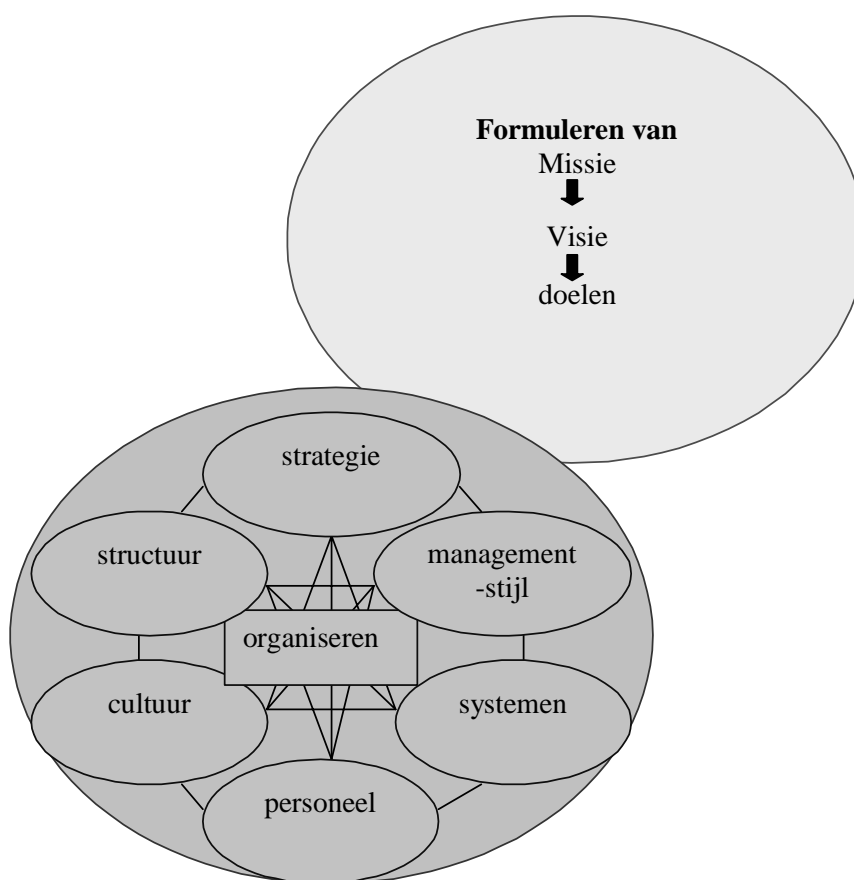 Formuleren van
Missie
Visie
doelen
strategie
structuur
management
-stijl
organiseren
cultuur
systemen
personeel